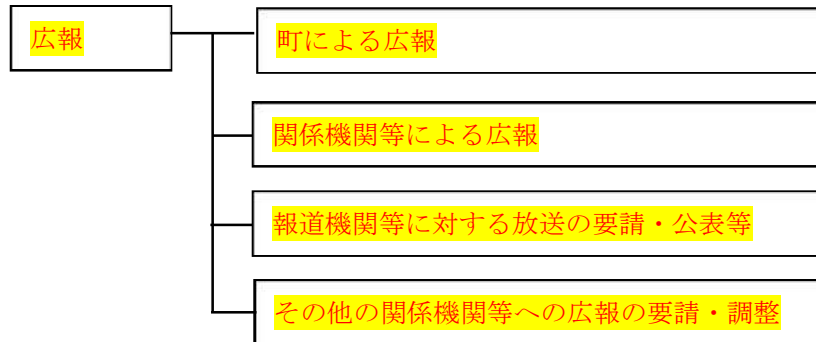 広報
町による広報
関係機関等による広報
報道機関等に対する放送の要請・公表等
その他の関係機関等への広報の要請・調整